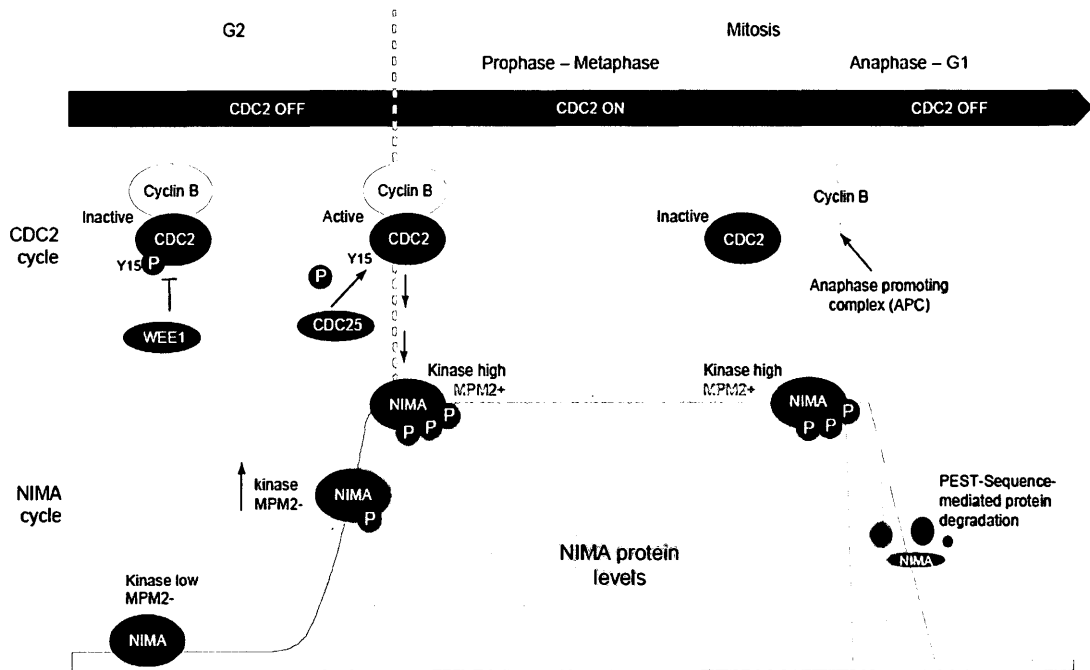 G2
Mitosis
Prophase – Metaphase
Anaphase – G1
CDC2 OFF
CDC2 ON
CDC2 OFF
CDC2
cycle
Cyclin B
Inactive
CDC2
Y15
P
WEE1
Cyclin B
Active
CDC2
Y15
P
CDC25
Inactive
CDC2
Cyclin B
Anaphase promoting
complex (APC)
Kinase high
MPM2+
NIMA
P
P
P
Kinase high
MPM2+
NIMA
P
P
P
NIMA
cycle
kinase
MPM2-
NIMA
P
PEST-Sequence-
mediated protein
degradation
NIMA
NIMA protein
levels
Kinase low
MPM2-
NIMA